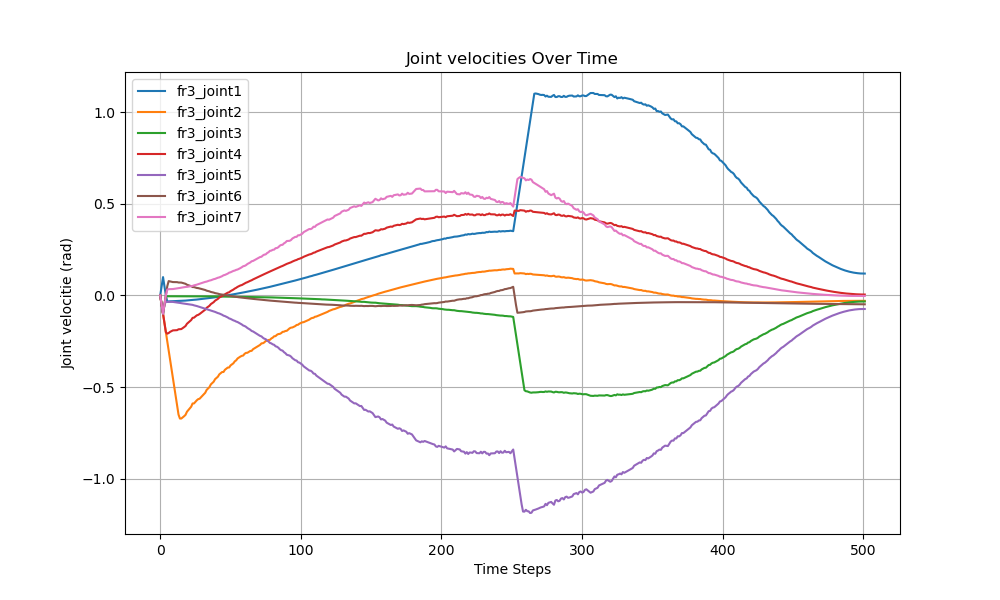 Joint velocities Over Time
fr3_joint1
fr3_joint2
fr3_joint3
fr3_joint4
fr3_joint5
fr3_joint6
fr3_joint7
1.0
0.5
0.0
−0.5
−1.0
Joint velocitie (rad)
0 100 200 300 400 500
Time Steps